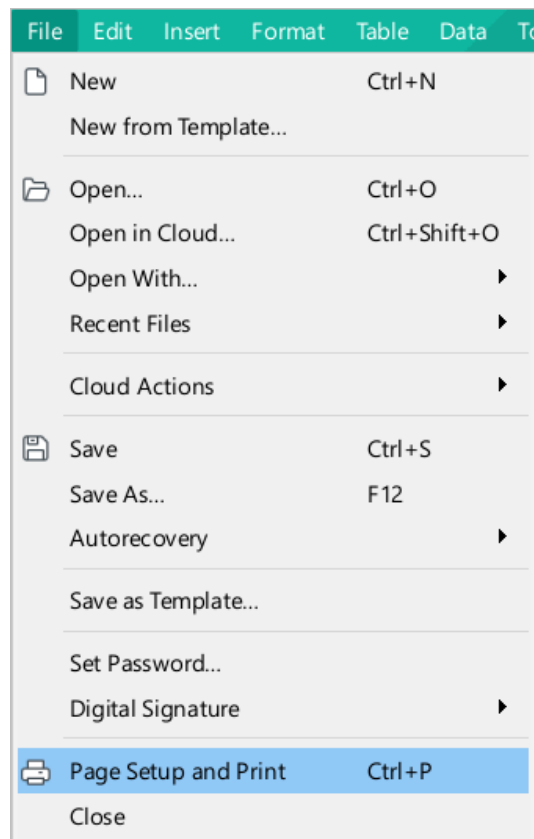 File Edit Insert Format Table Data
New Ctrl+N
New from Template...
Open... Ctrl+O
Open in Cloud... Ctrl+Shift+O
Open With...
Recent Files
Cloud Actions
Save Ctrl+S
Save As... F12
Autorecovery
Save as Template...
Set Password...
Digital Signature
Page Setup and Print Ctrl+P
Close